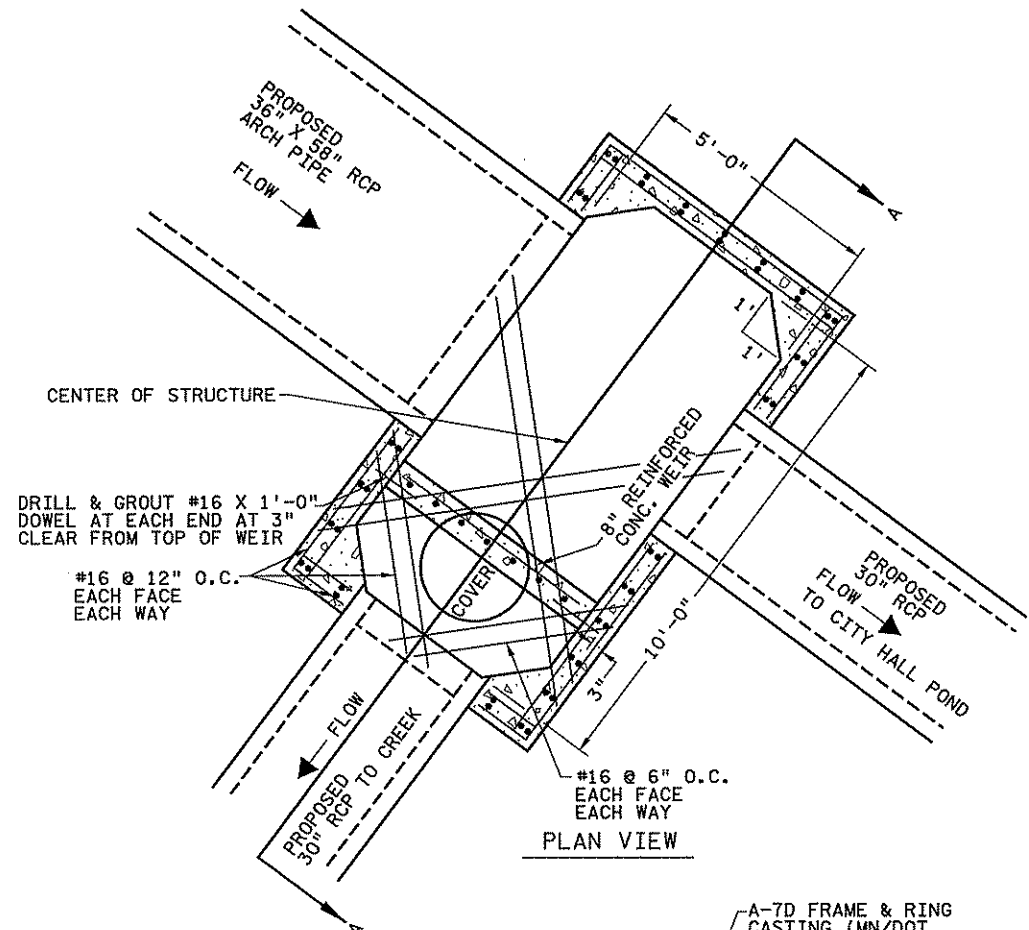 PROPOSED
36" X 58" RCP
ARCH PIPE
FLOW
5'-0"
A
1'
1'
CENTER OF STRUCTURE
8" REINFORCED
CONC. WEIR
DRILL & GROUT #16 X 1'-0"
DOWEL AT EACH END AT 3"
CLEAR FROM TOP OF WEIR
#16 @ 12" O.C.
EACH FACE
EACH WAY
COVER
PROPOSED
30" RCP
FLOW
TO CITY HALL POND
10'-0"
3"
FLOW
PROPOSED
30" RCP TO CREEK
#16 @ 6" O.C.
EACH FACE
EACH WAY
PLAN VIEW
A
A-7D FRAME & RING
CASTING (MN/DOT